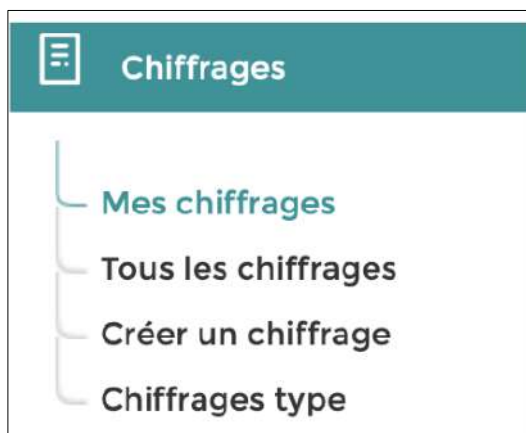 Chiffrages
Mes chiffrages
Tous les chiffrages
Créer un chiffrage
Chiffrages type